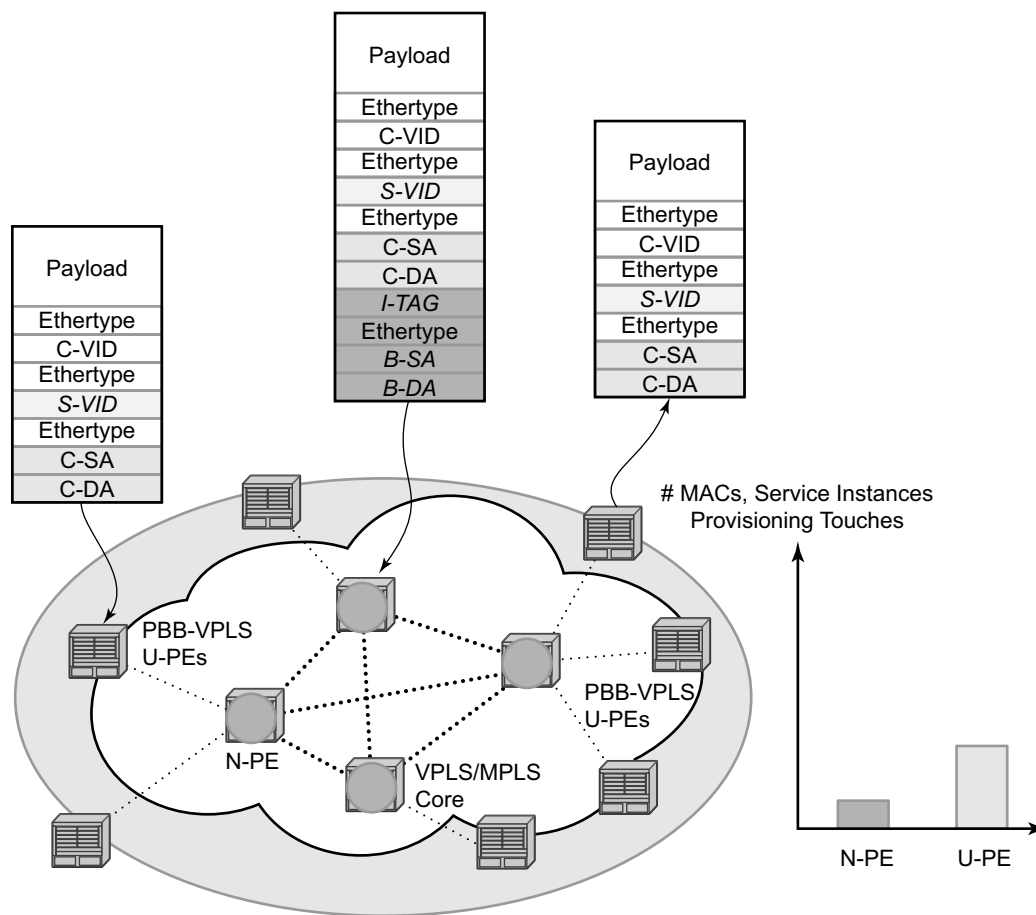 Payload
Ethertype
C-VID
Ethertype
S-VID
Ethertype
C-SA
C-DA
Payload
Ethertype
C-VID
Ethertype
S-VID
Ethertype
C-SA
C-DA
I-TAG
Ethertype
B-SA
B-DA
Payload
Ethertype
C-VID
Ethertype
S-VID
Ethertype
C-SA
C-DA
PBB-VPLS
U-PEs
N-PE
VPLS/MPLS
Core
PBB-VPLS
U-PEs
# MACs, Service Instances
Provisioning Touches
N-PE
U-PE